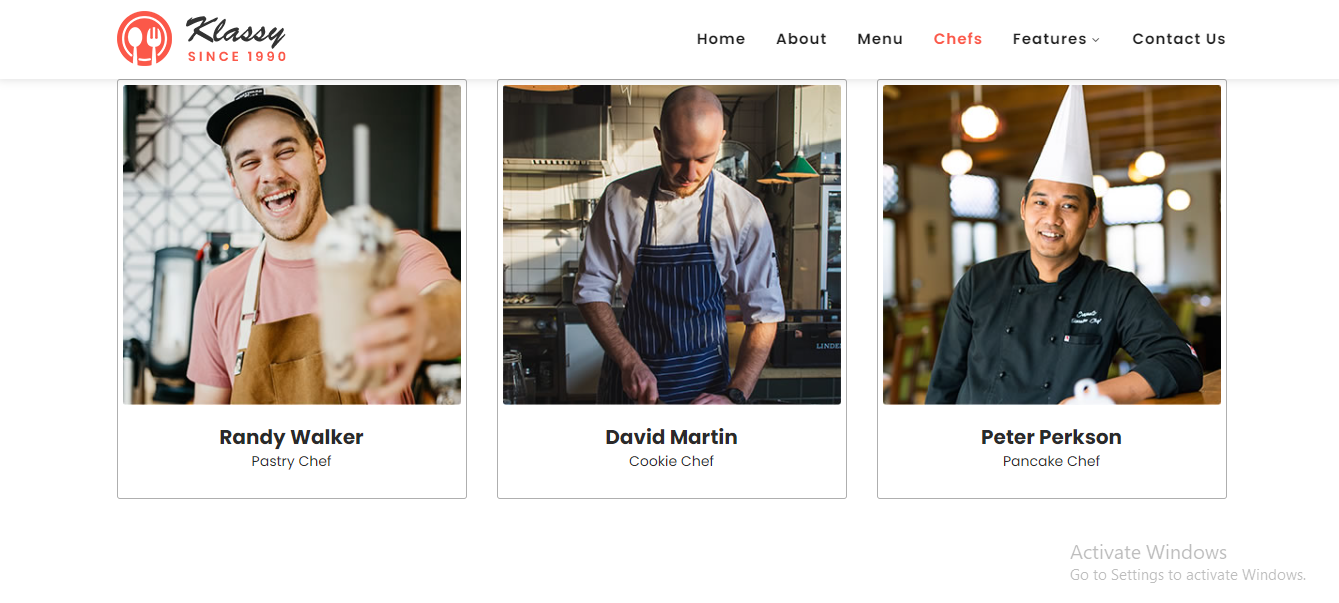 Klassy
SINCE 1990
Home About Menu Chefs Features Contact Us
Randy Walker
Pastry Chef
David Martin
Cookie Chef
Peter Perkson
Pancake Chef
Activate Windows
Go to Settings to activate Windows.